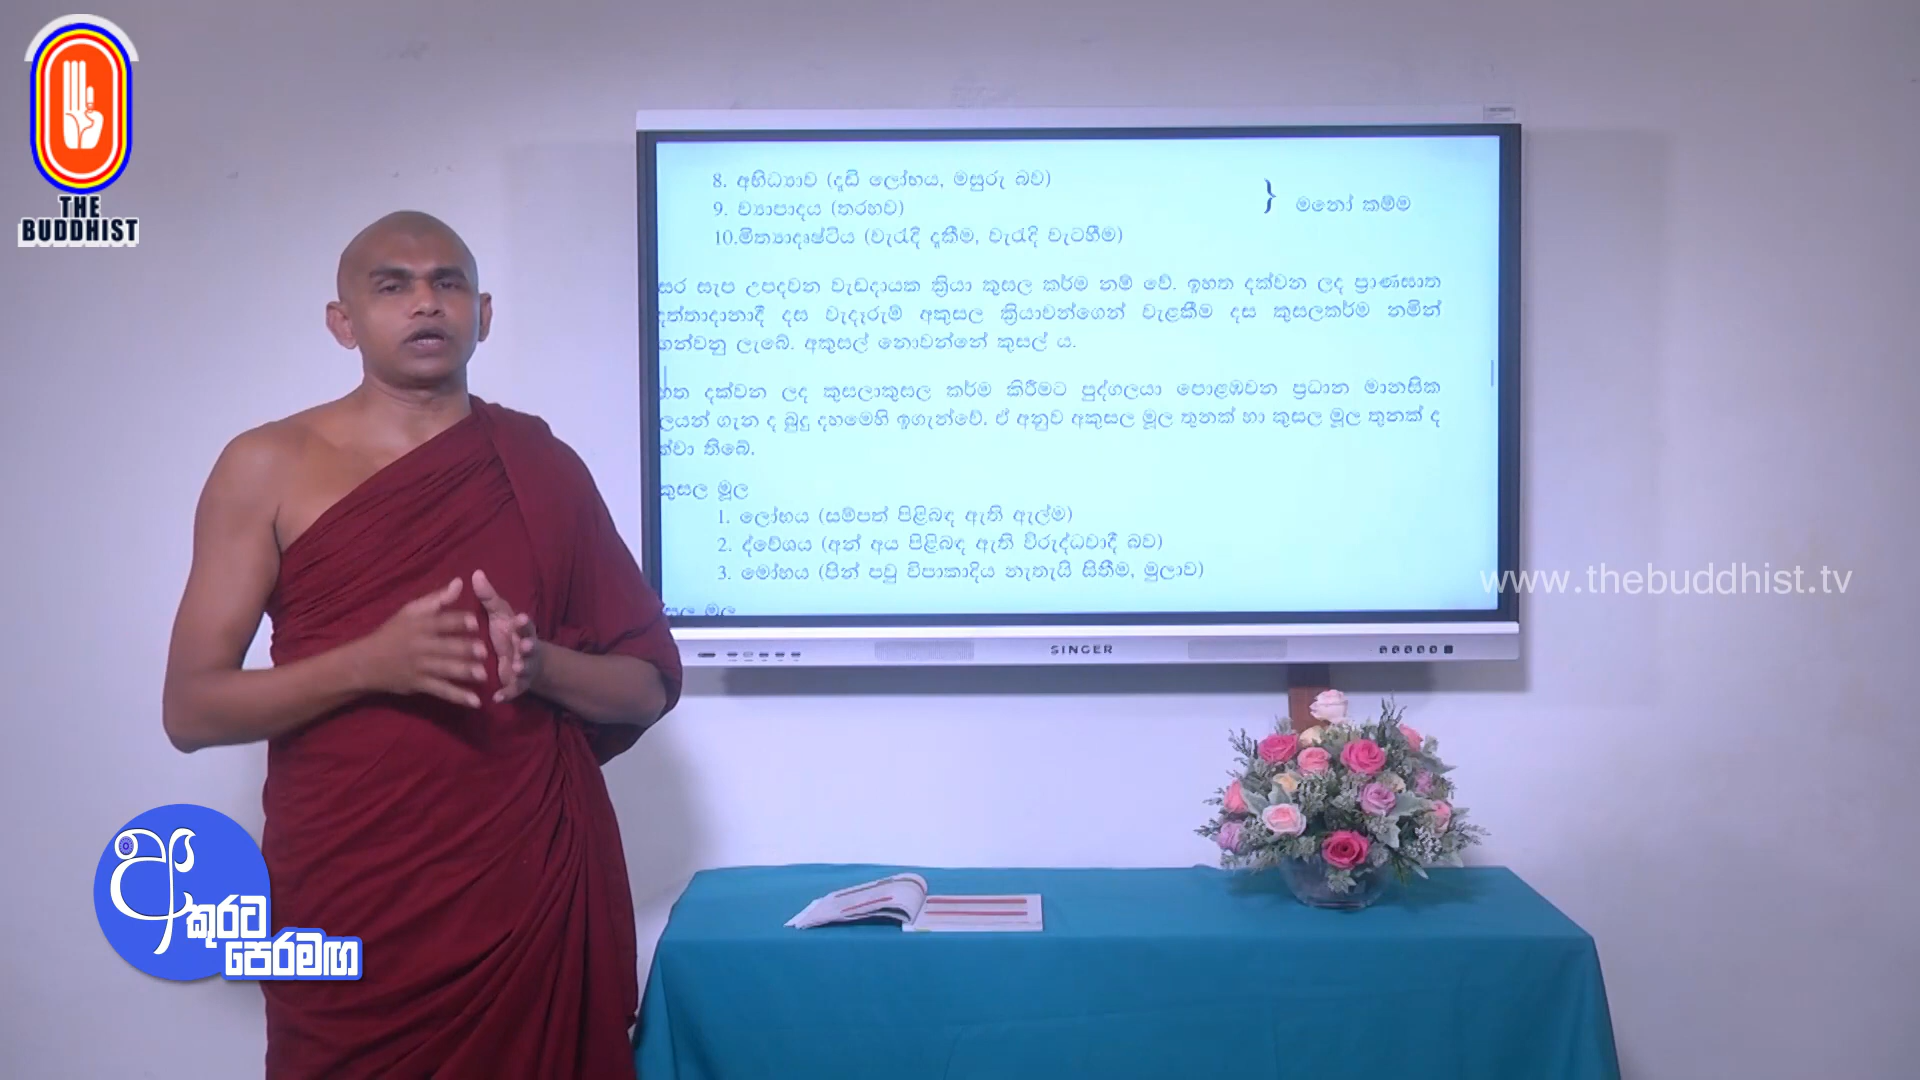 THE
BUDDHIST
8. අභිධ්‍යාව (දැඩි ලෝභය, මසුරු බව)
9. ව්‍යාපාදය (තරහව)
} මනෝ කම්ම
10.මිත්‍යාදෘෂ්ටිය (වැරැදි දැකීම, වැරැදි වැටහීම)
සර සැප උපදවන වැඩදායක ක්‍රියා කුසල කර්ම නම් වේ. ඉහත දක්වන ලද ප්‍රාණඝාත
දත්තාදානාදී දස වැදෑරුම් අකුසල ක්‍රියාවන්ගෙන් වැළකීම දස කුසලකර්ම නමින්
ගන්වනු ලැබේ. අකුසල් නොවන්නේ කුසල් ය.
හත දක්වන ලද කුසලාකුසල කර්ම කිරීමට පුද්ගලයා පොළඹවන ප්‍රධාන මානසික
ලයන් ගැන ද බුදු දහමෙහි ඉගැන්වේ. ඒ අනුව අකුසල මූල තුනක් හා කුසල මූල තුනක් ද
ක්වා තිබේ.
කුසල මූල
1. ලෝභය (සම්පත් පිළිබඳ ඇති ඇල්ම)
2. ද්වේශය (අන් අය පිළිබඳ ඇති විරුද්ධවාදී බව)
3. මෝහය (පින් පවු විපාකාදිය නැතැයි සිතීම, මුලාව)
සල මූල
SINGER
www.thebuddhist.tv
අකුරට
පෙරමඟ